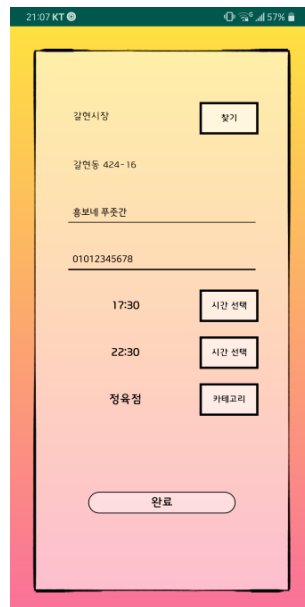 21:07 KT 57%
갈현시장 찾기
갈현동 424-16
흥보네 푸줏간
01012345678
17:30 시간 선택
22:30 시간 선택
정육점 카테고리
완료